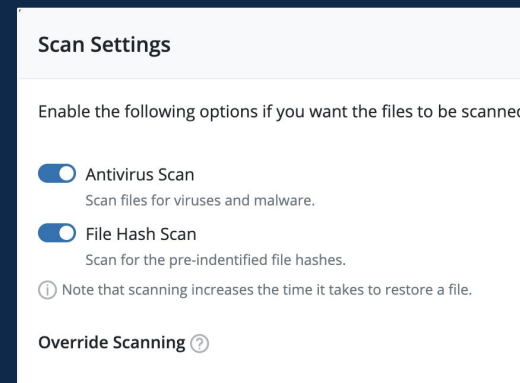 Scan Settings
Enable the following options if you want the files to be scanned
Antivirus Scan
Scan files for viruses and malware.
File Hash Scan
Scan for the pre-indentified file hashes.
Note that scanning increases the time it takes to restore a file.
Override Scanning